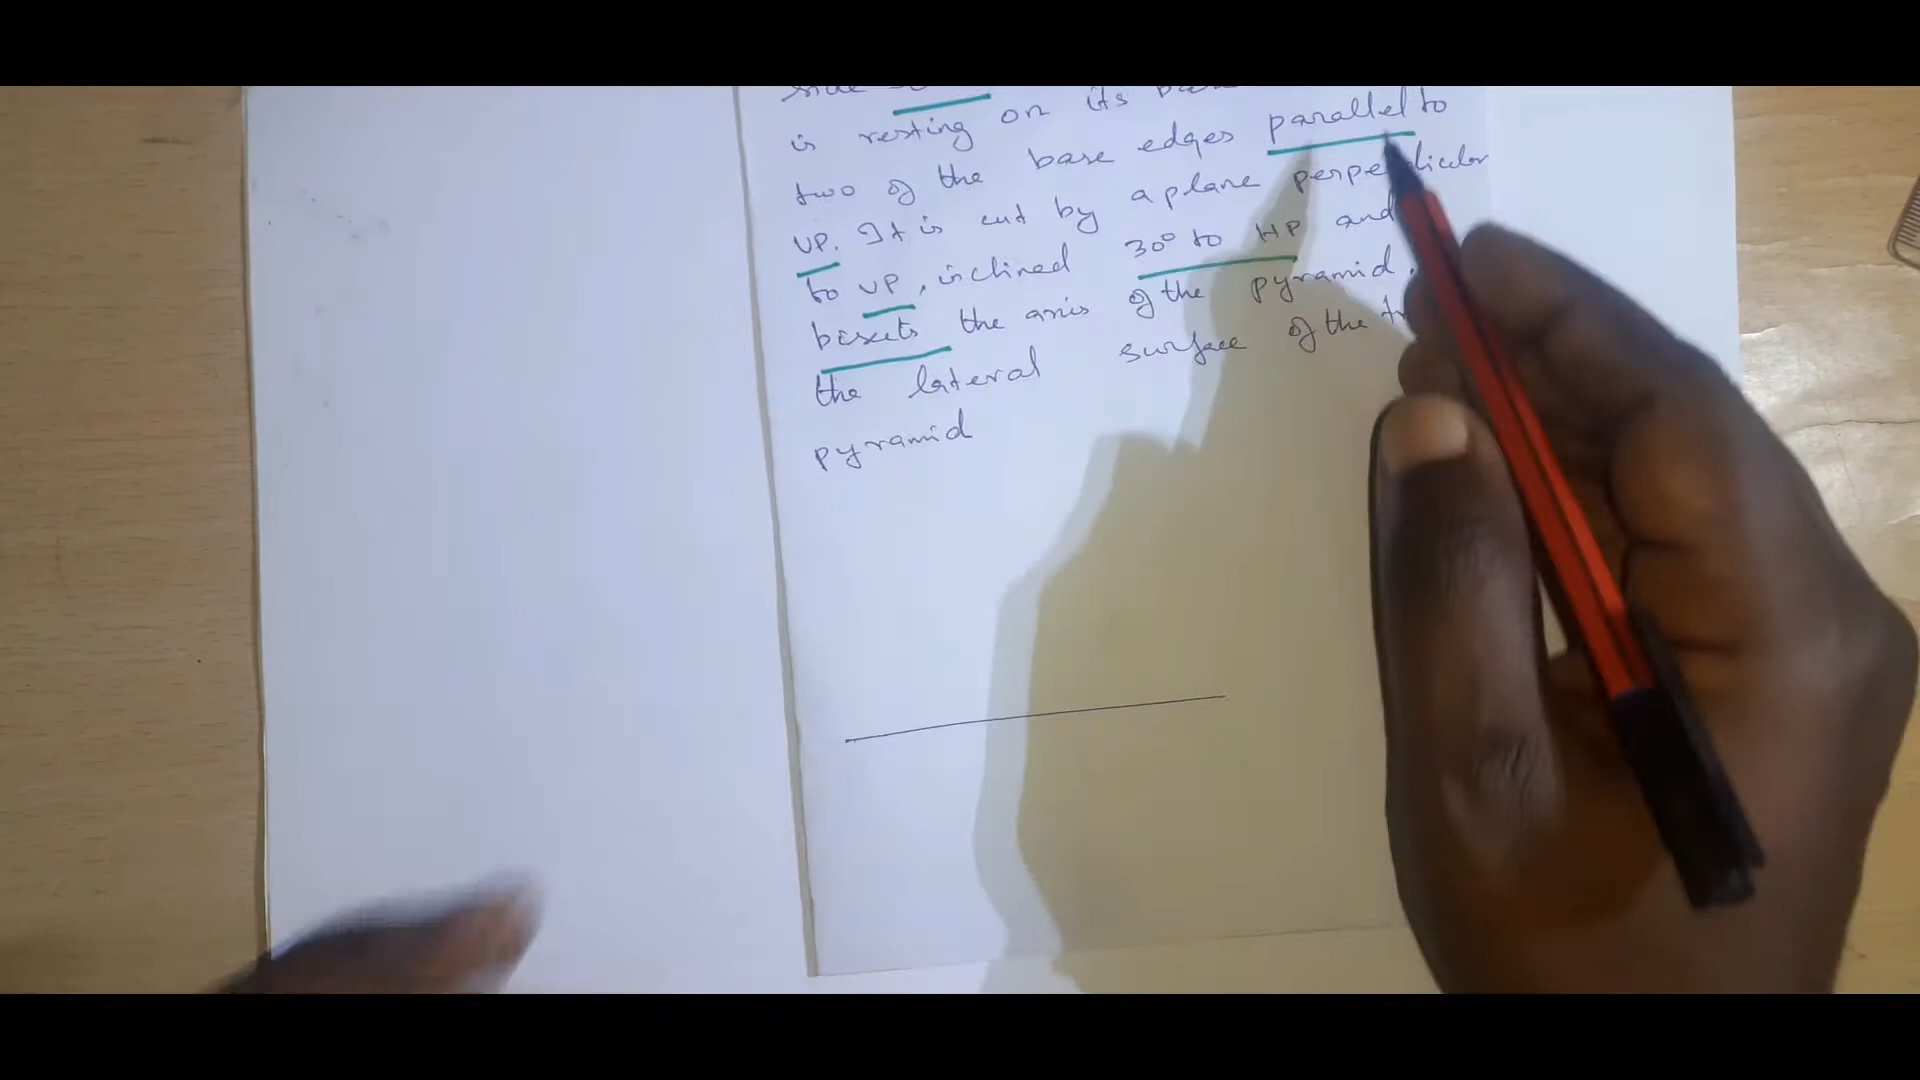 is resting on its
two of the base edges parallel to
VP. It is cut by a plane
to VP, inclined 30° to HP and
bisects the axis of the pyramid.
the lateral surface of the
pyramid